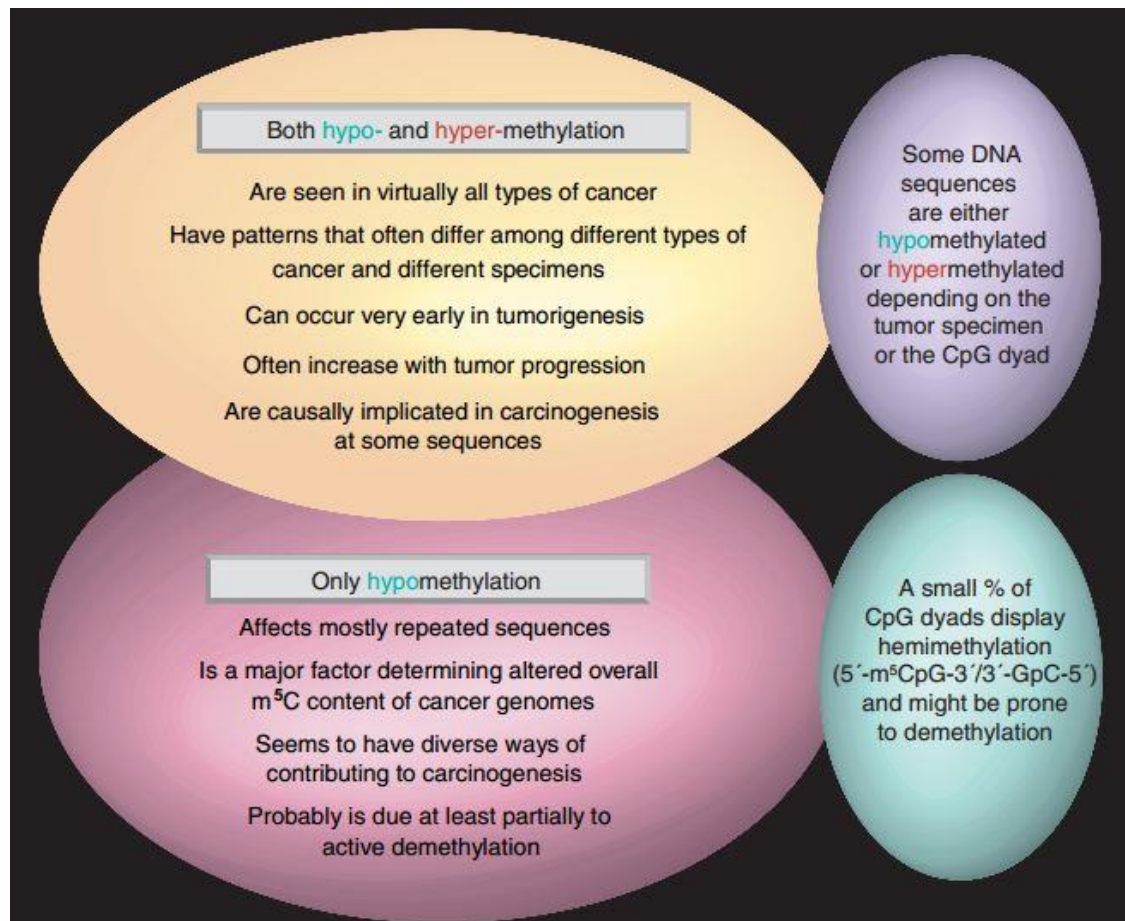 Both hypo- and hyper-methylation
Are seen in virtually all types of cancer
Have patterns that often differ among different types of
cancer and different specimens
Can occur very early in tumorigenesis
Often increase with tumor progression
Are causally implicated in carcinogenesis
at some sequences
Some DNA
sequences
are either
hypomethylated
or hypermethylated
depending on the
tumor specimen
or the CpG dyad
Only hypomethylation
Affects mostly repeated sequences
Is a major factor determining altered overall
m⁵C content of cancer genomes
Seems to have diverse ways of
contributing to carcinogenesis
Probably is due at least partially to
active demethylation
A small % of
CpG dyads display
hemimethylation
(5´-m⁵CpG-3´/3´-GpC-5´)
and might be prone
to demethylation